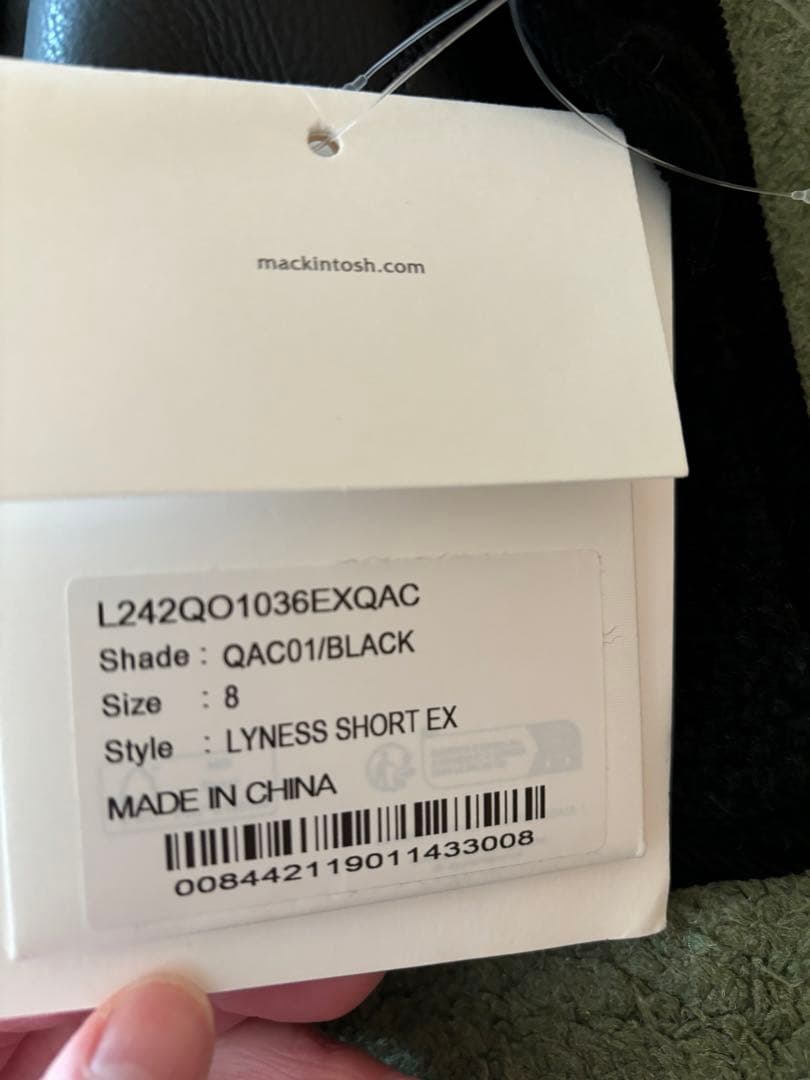 mackintosh.com
L242QO1036EXQAC
Shade : QAC01/BLACK
Size : 8
Style : LYNESS SHORT EX
MADE IN CHINA
008442119011433008